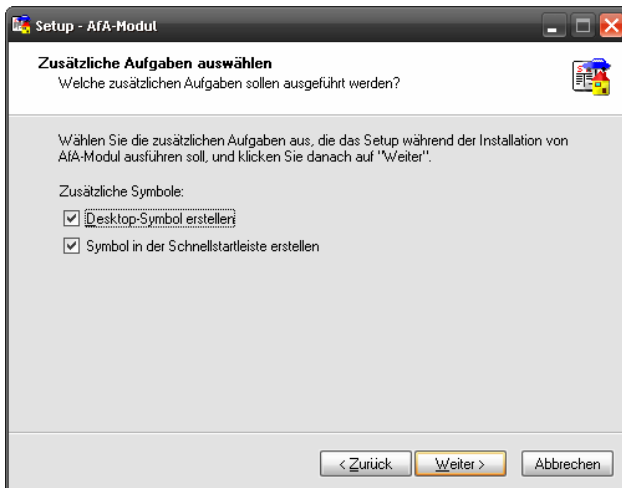 Setup - AfA-Modul
Zusätzliche Aufgaben auswählen
Welche zusätzlichen Aufgaben sollen ausgeführt werden?
Wählen Sie die zusätzlichen Aufgaben aus, die das Setup während der Installation von
AfA-Modul ausführen soll, und klicken Sie danach auf "Weiter".
Zusätzliche Symbole:
Desktop-Symbol erstellen
Symbol in der Schnellstartleiste erstellen
< Zurück Weiter > Abbrechen